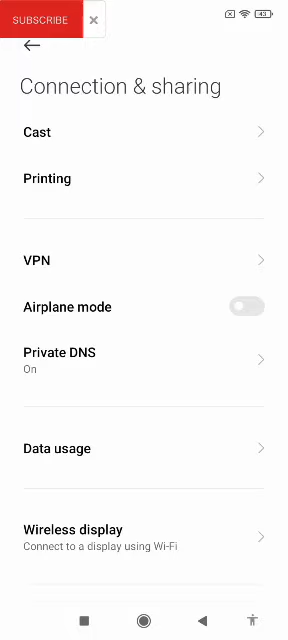 SUBSCRIBE
43
Connection & sharing
Cast
Printing
VPN
Airplane mode
Private DNS
On
Data usage
Wireless display
Connect to a display using Wi-Fi